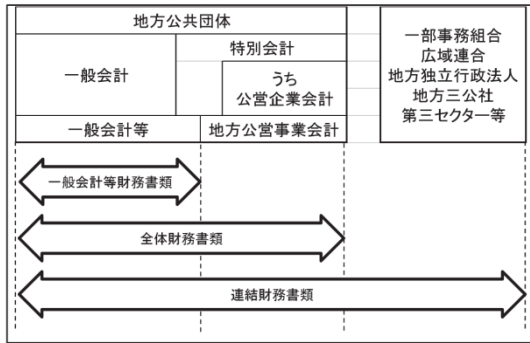 地方公共団体
一般会計
特別会計
うち
公営企業会計
一般会計等
地方公営事業会計
一部事務組合
広域連合
地方独立行政法人
地方三公社
第三セクター等
一般会計等財務書類
全体財務書類
連結財務書類